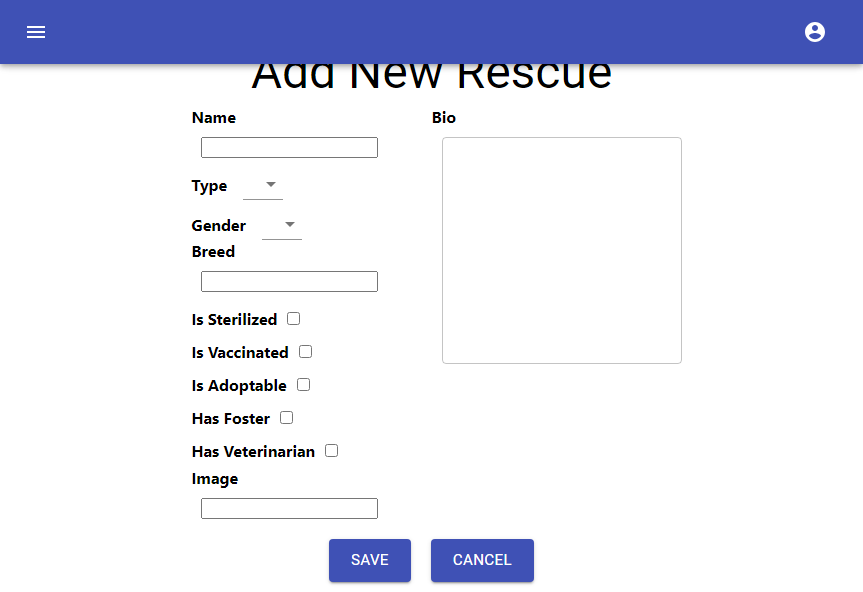 Add New Rescue
Name
Bio
Type
Gender
Breed
Is Sterilized
Is Vaccinated
Is Adoptable
Has Foster
Has Veterinarian
Image
SAVE
CANCEL